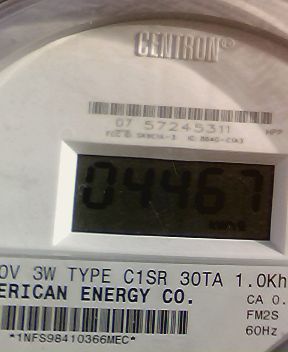 CENTRON®
07 57245311 HPP
04467
0V 3W TYPE C1SR 30TA 1.0Kh
ERICAN ENERGY CO. CA 0.
FM2S
60Hz
*1NFS98410366MEC*